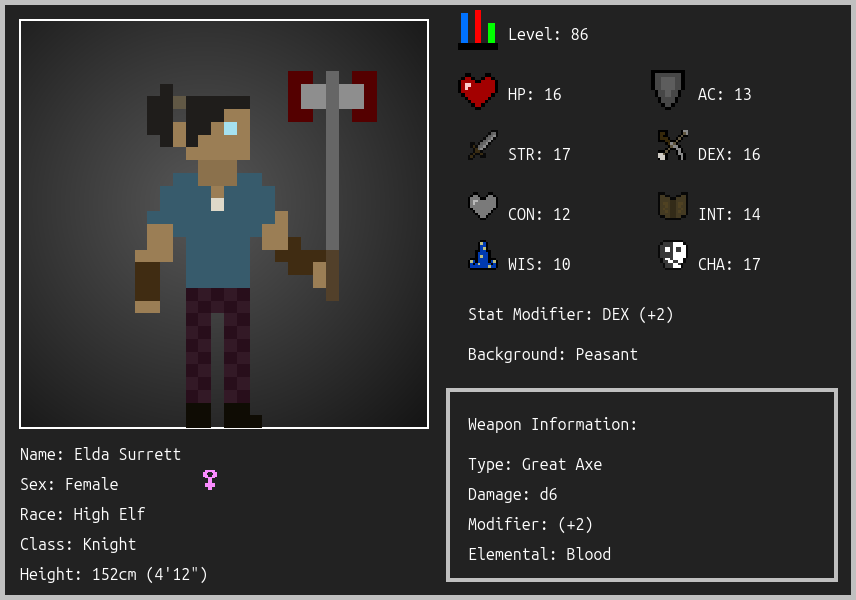 Level: 86
HP: 16
AC: 13
STR: 17
DEX: 16
CON: 12
INT: 14
WIS: 10
CHA: 17
Stat Modifier: DEX (+2)
Background: Peasant
Weapon Information:
Type: Great Axe
Damage: d6
Modifier: (+2)
Elemental: Blood
Name: Elda Surrett
Sex: Female
Race: High Elf
Class: Knight
Height: 152cm (4'12")